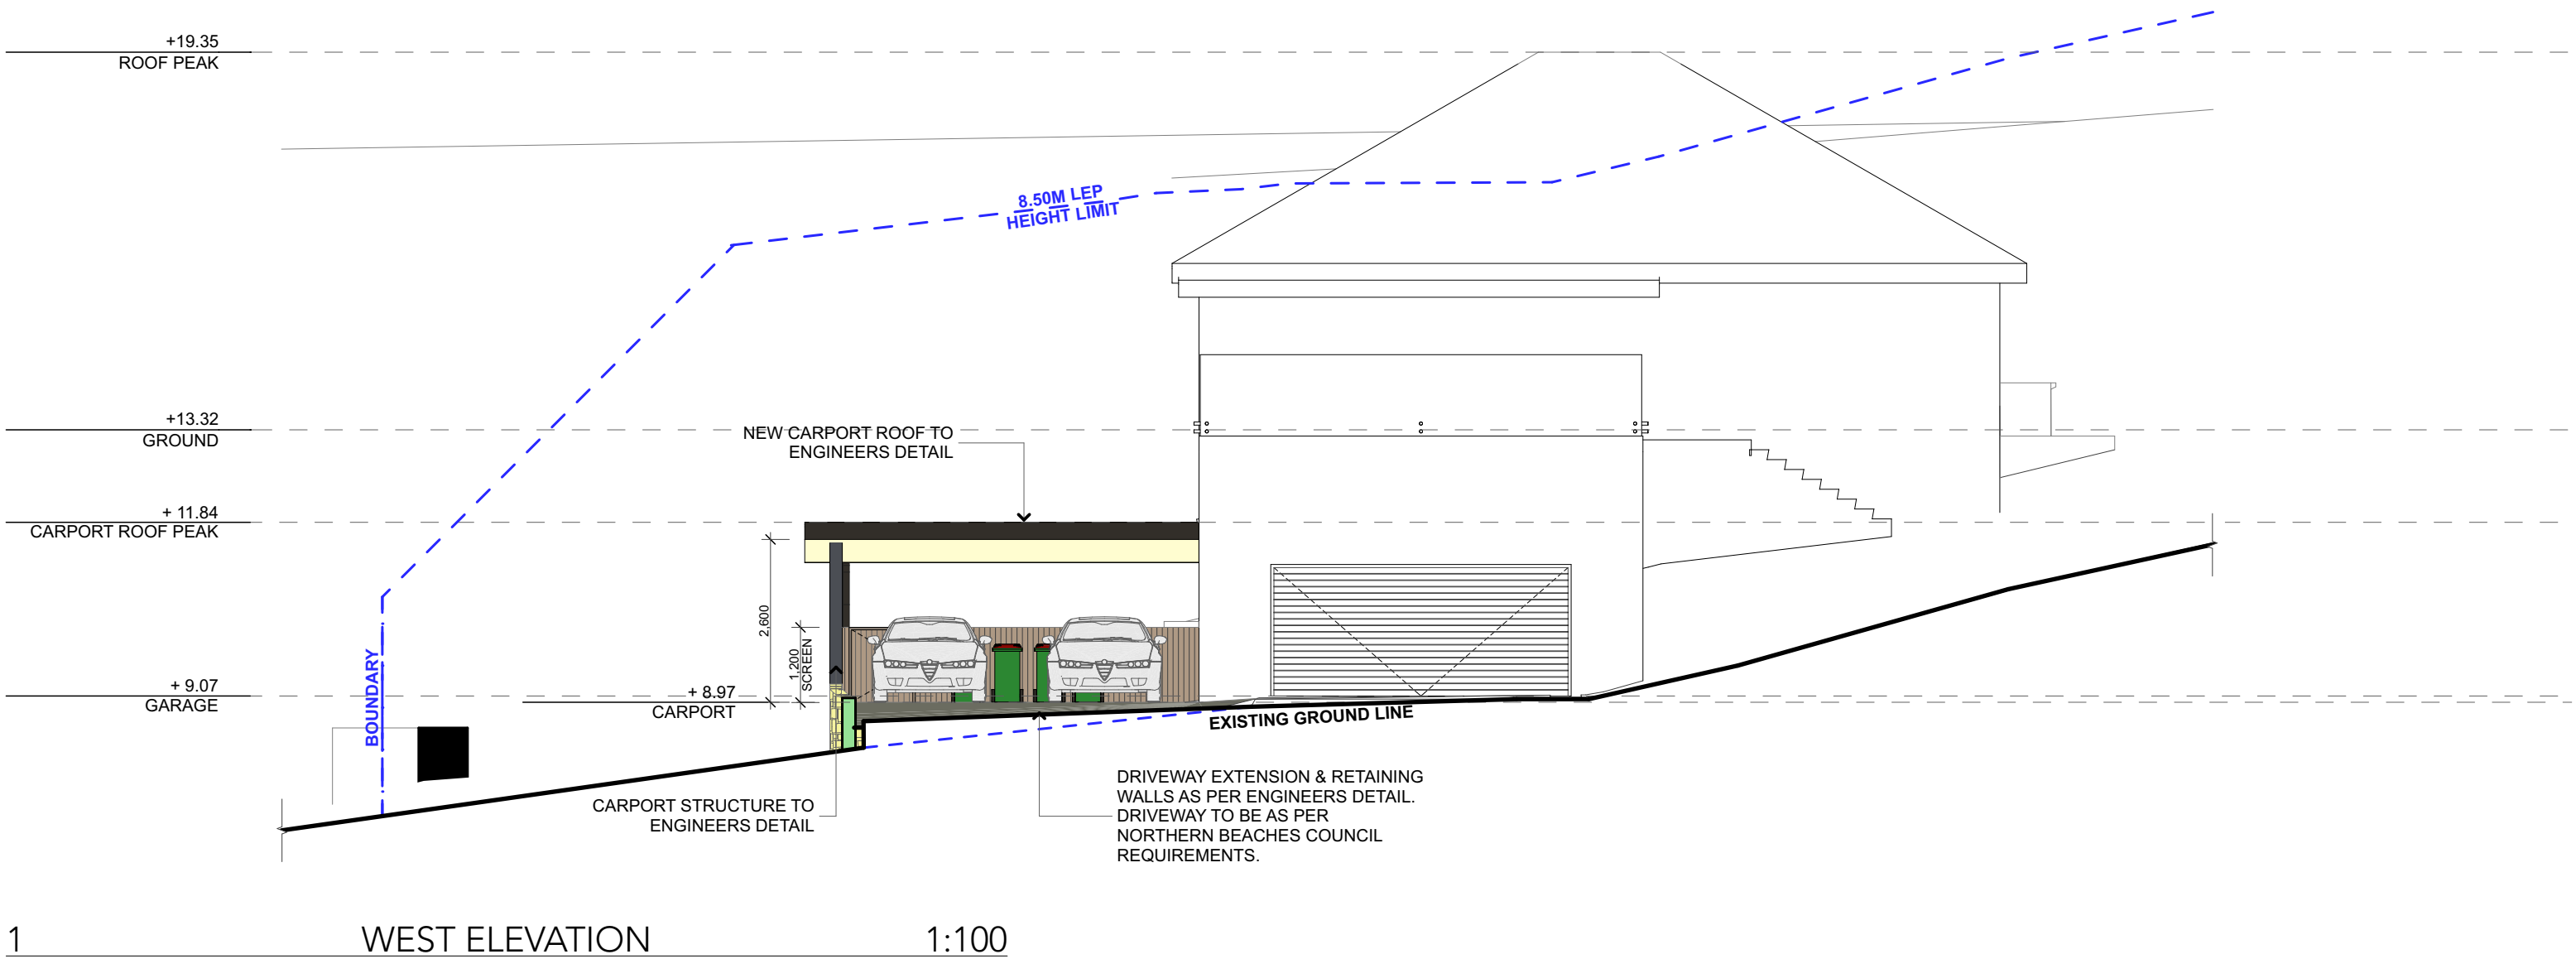 +19.35
ROOF PEAK
8.50M LEP
HEIGHT LIMIT
+13.32
GROUND
NEW CARPORT ROOF TO
ENGINEERS DETAIL
+ 11.84
CARPORT ROOF PEAK
2,600
1,200
SCREEN
BOUNDARY
+ 9.07
GARAGE
+ 8.97
CARPORT
EXISTING GROUND LINE
CARPORT STRUCTURE TO
ENGINEERS DETAIL
DRIVEWAY EXTENSION & RETAINING
WALLS AS PER ENGINEERS DETAIL.
DRIVEWAY TO BE AS PER
NORTHERN BEACHES COUNCIL
REQUIREMENTS.
1 WEST ELEVATION 1:100